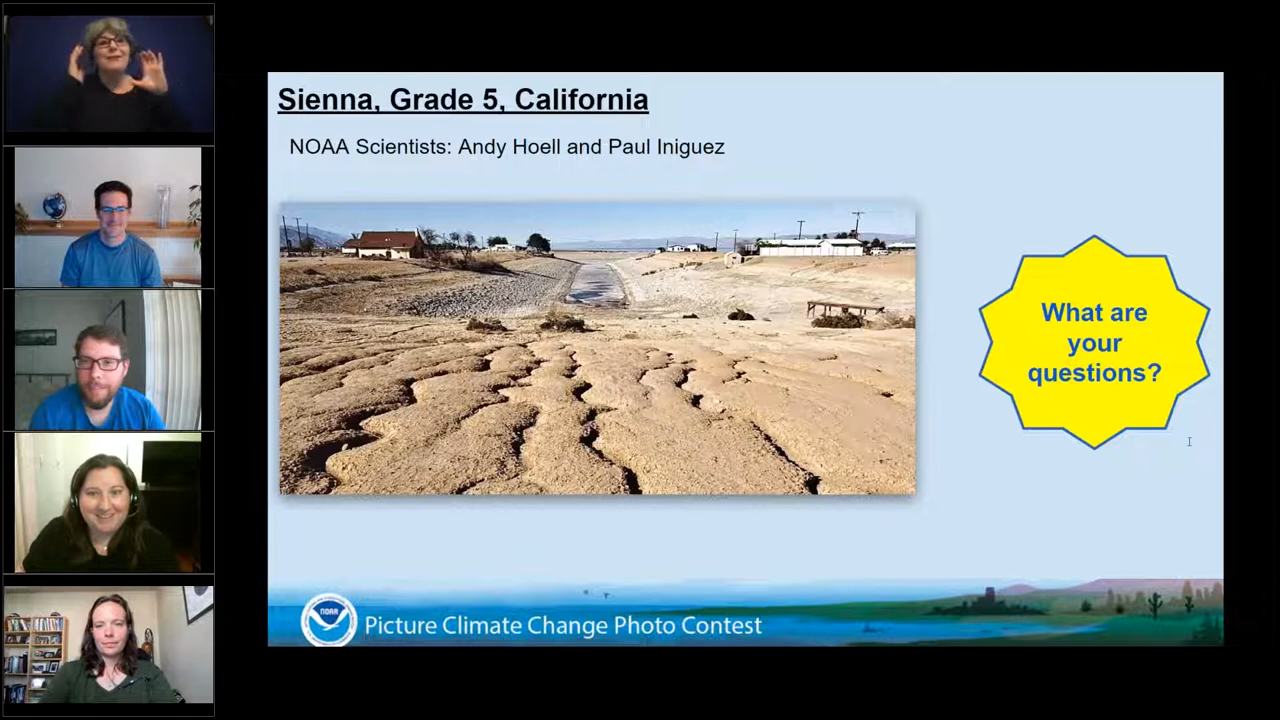 Sienna, Grade 5, California
NOAA Scientists: Andy Hoell and Paul Iniguez
What are
your
questions?
NOAA
Picture Climate Change Photo Contest